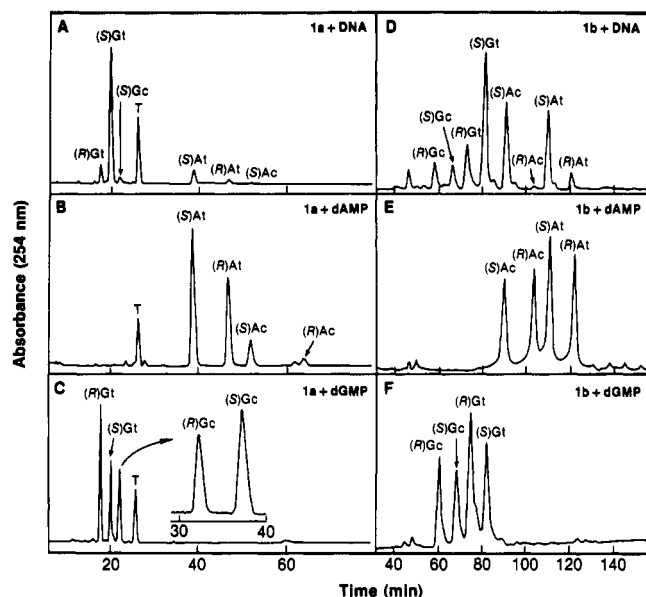 A
1a + DNA
(S)Gt
(S)Gc
(R)Gt
T
(S)At
(R)At
(S)Ac
B
1a + dAMP
(S)At
(R)At
T
(S)Ac
(R)Ac
C
1a + dGMP
(R)Gt
(S)Gt
T
(R)Gc
(S)Gc
30 40
20 40 60
D
1b + DNA
(S)Gt
(S)Ac
(S)At
(S)Gc
(R)Gt
(R)Gc
(R)Ac
(R)At
E
1b + dAMP
(S)At
(R)At
(R)Ac
(S)Ac
F
1b + dGMP
(R)Gt
(S)Gc
(S)Gt
(R)Gc
40 60 80 100 120 140
Absorbance (254 nm)
Time (min)